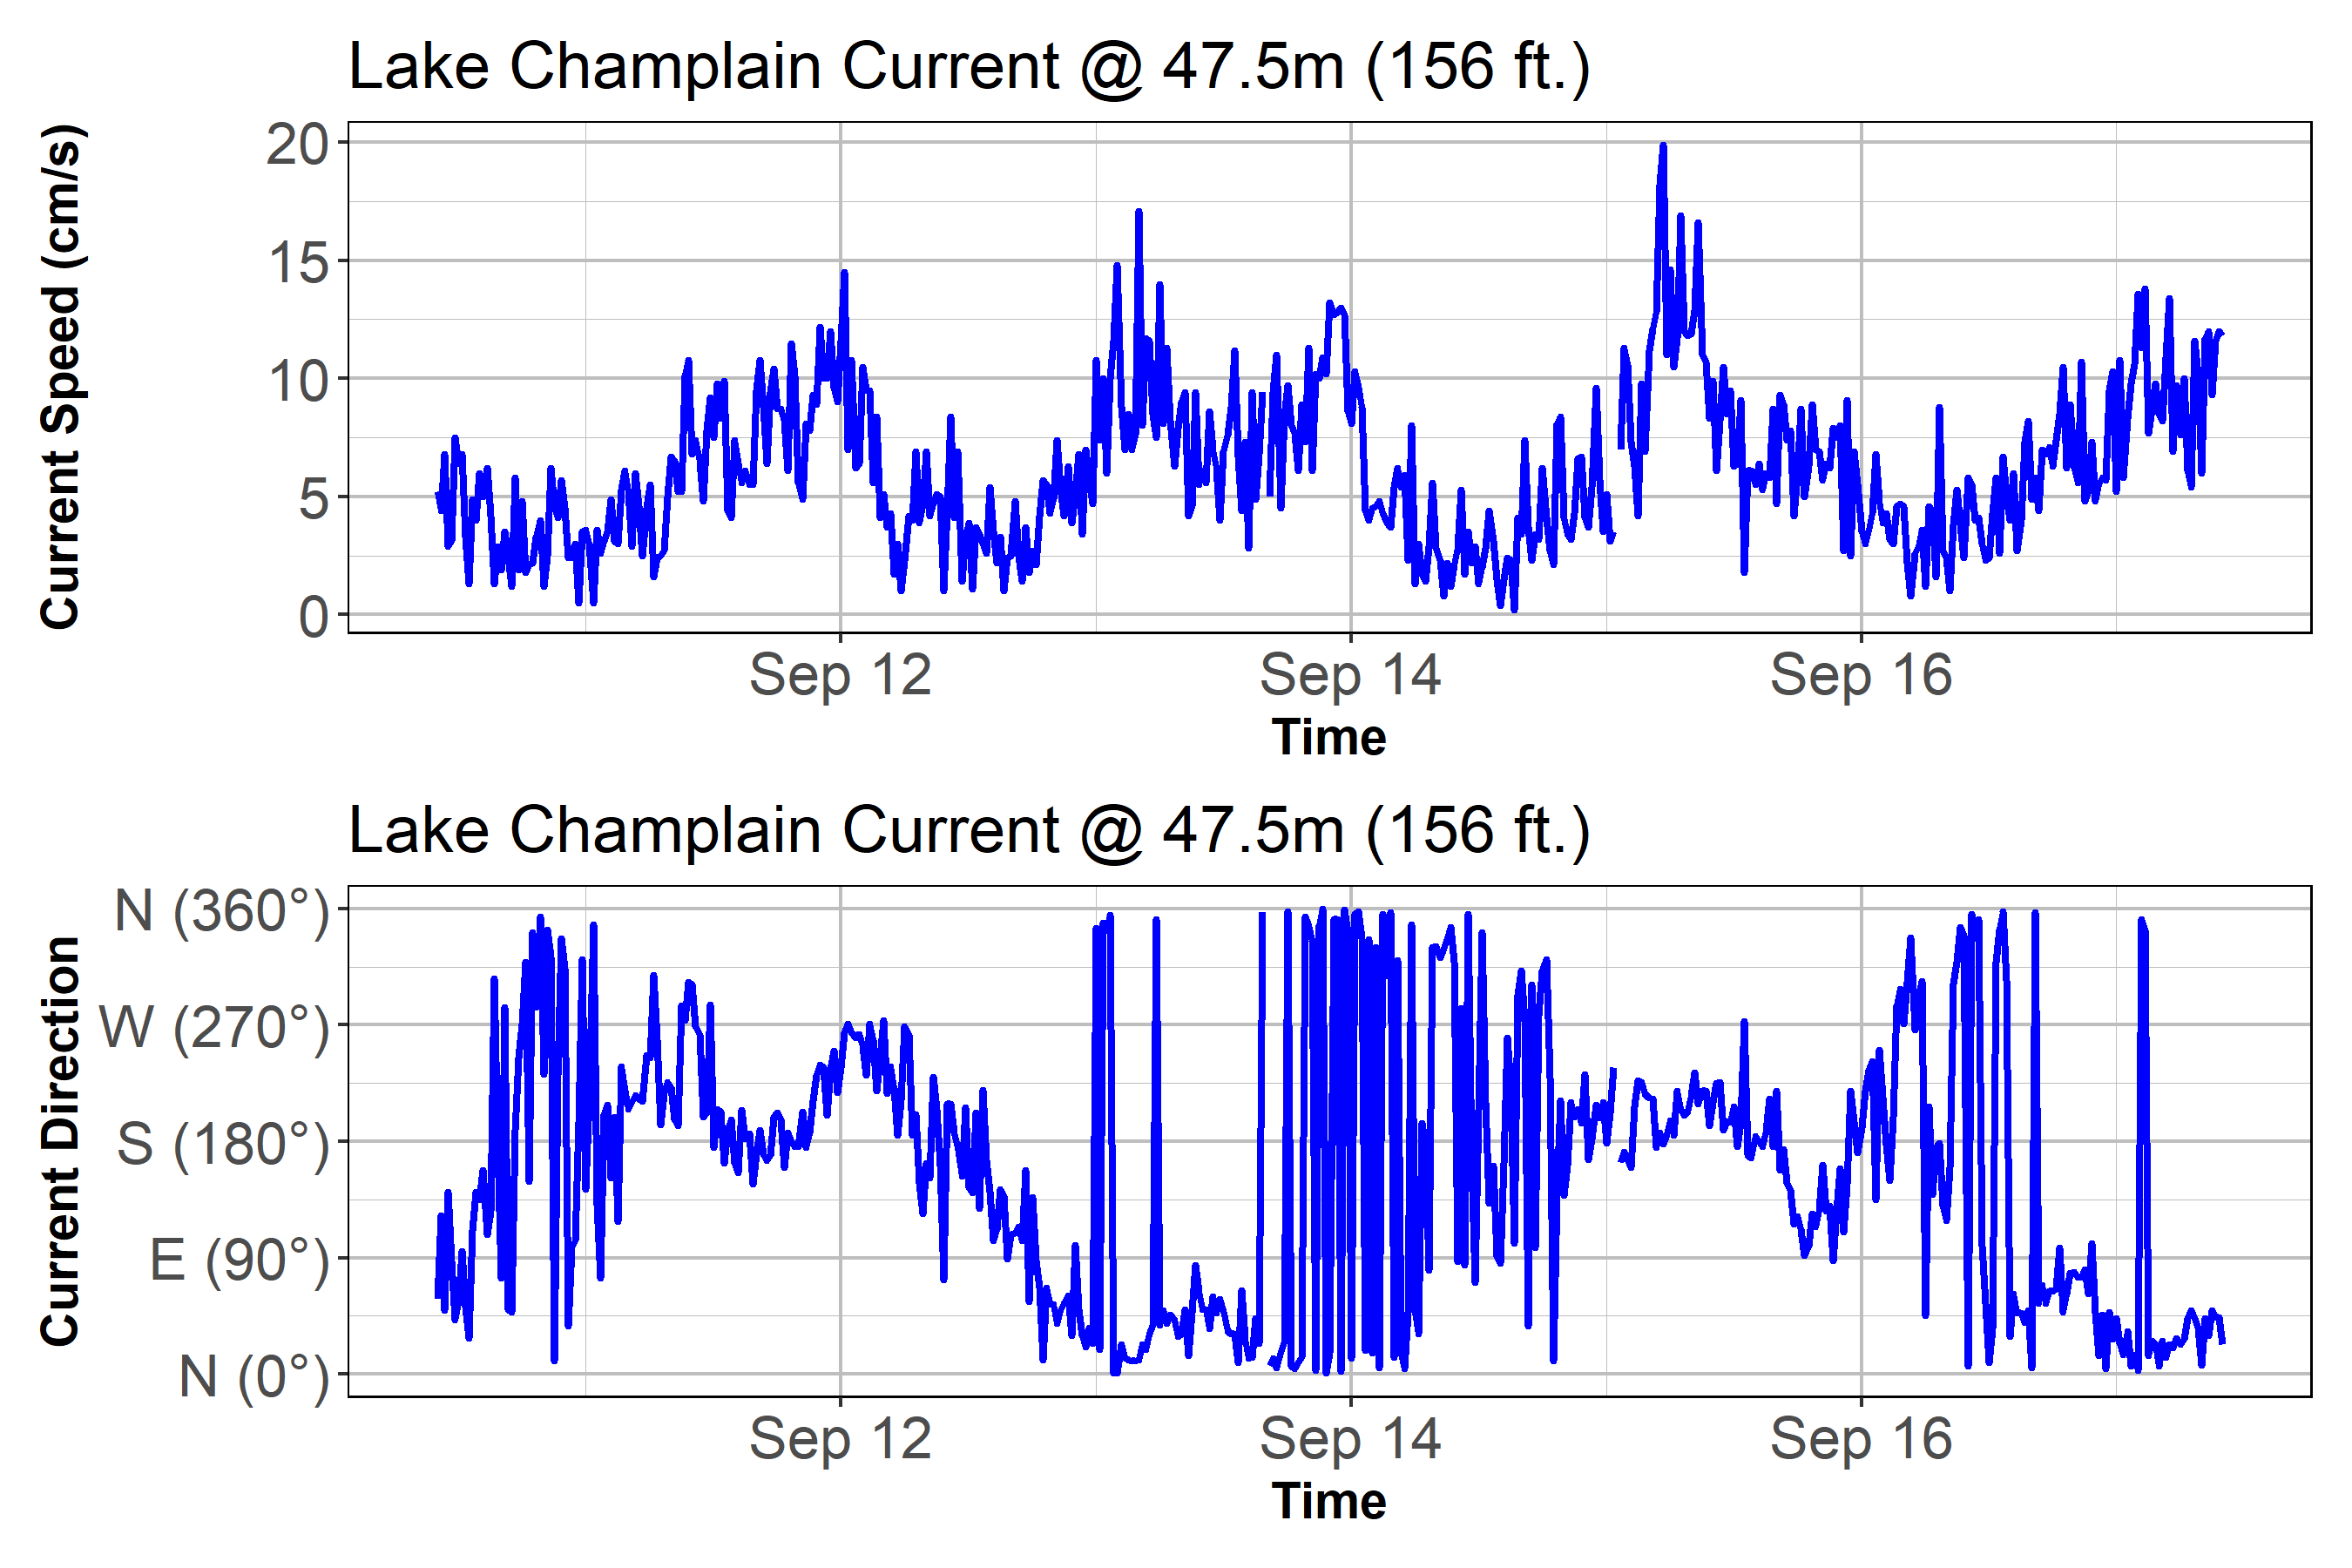 Lake Champlain Current @ 47.5m (156 ft.)
Current Speed (cm/s)
20
15
10
5
0
Sep 12 Sep 14 Sep 16
Time
Lake Champlain Current @ 47.5m (156 ft.)
Current Direction
N (360°)
W (270°)
S (180°)
E (90°)
N (0°)
Sep 12 Sep 14 Sep 16
Time